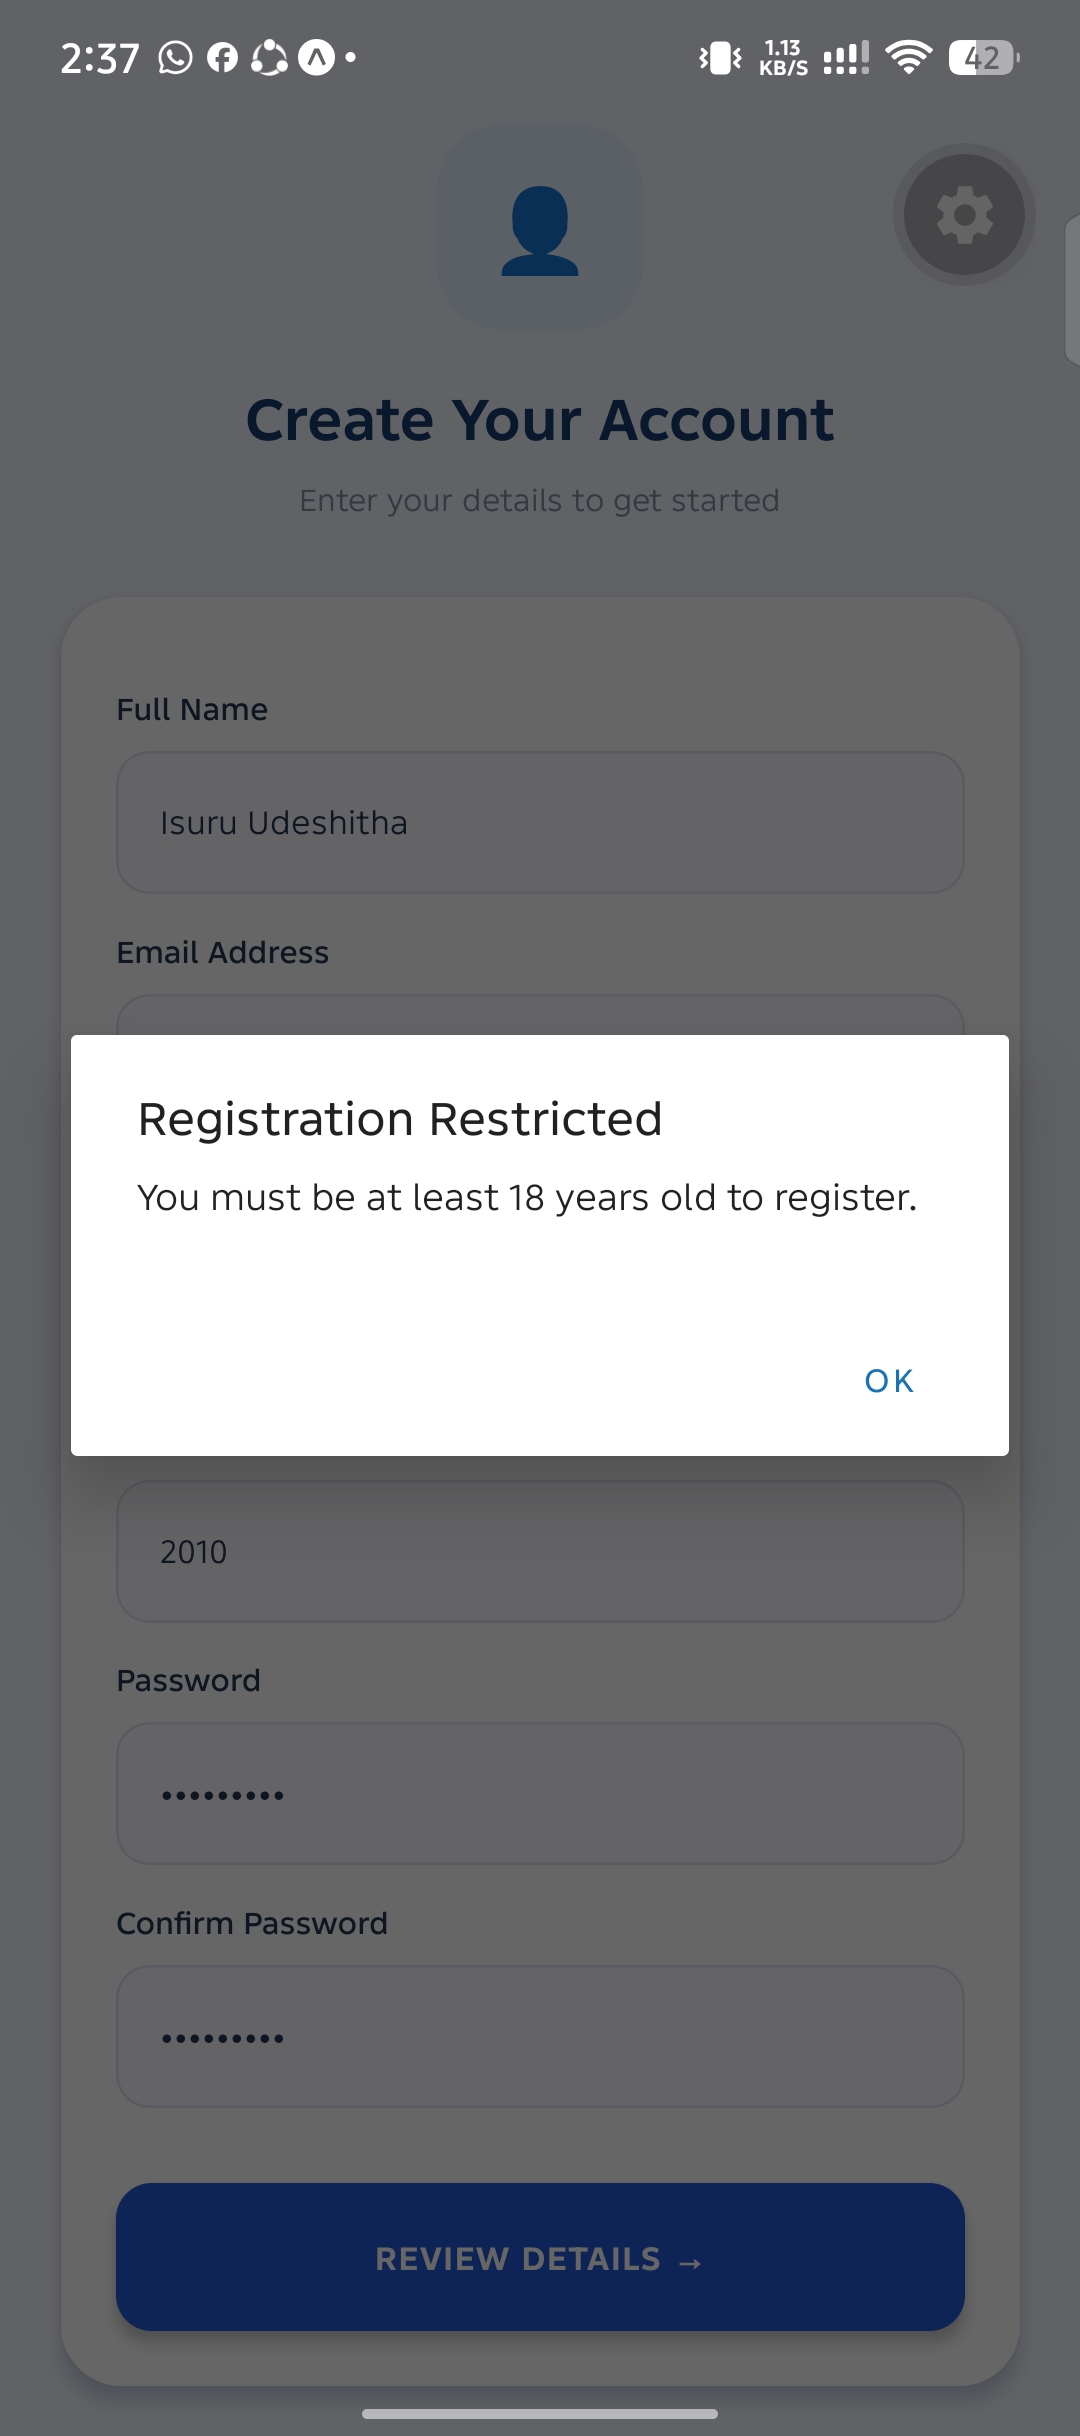 2:37
1.13
KB/S
42
Create Your Account
Enter your details to get started
Full Name
Isuru Udeshitha
Email Address
Registration Restricted
You must be at least 18 years old to register.
OK
2010
Password
•••••••••
Confirm Password
•••••••••
REVIEW DETAILS →